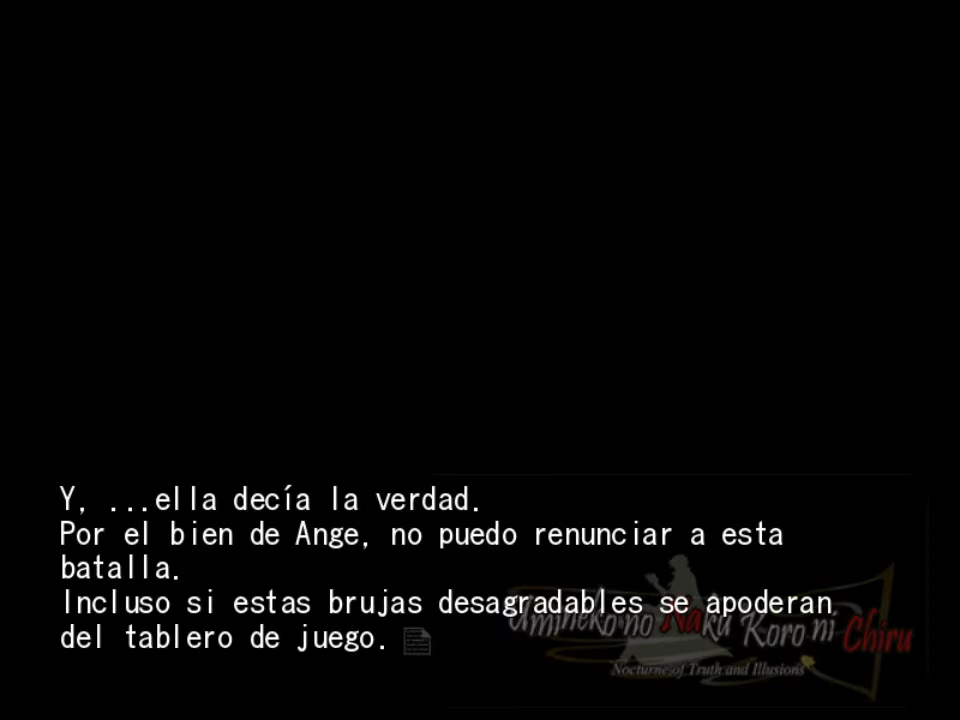 Y, ...ella decía la verdad.
Por el bien de Ange, no puedo renunciar a esta
batalla.
Incluso si estas brujas desagradables se apoderan
del tablero de juego.
Umineko no Naku Koro ni Chiru
Nocturne of Truth and Illusions